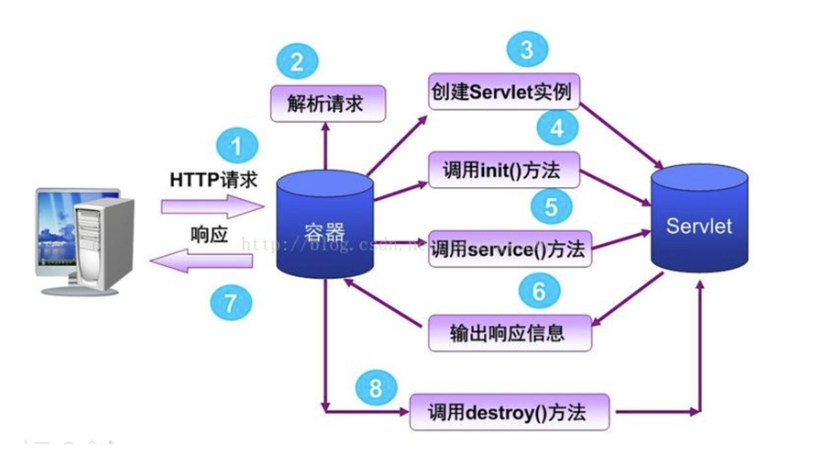 3
2
创建Servlet实例
解析请求
4
1
HTTP请求
调用init()方法
5
响应
容器
Servlet
http://blog.csdn.n
调用service()方法
7
6
输出响应信息
8
调用destroy()方法